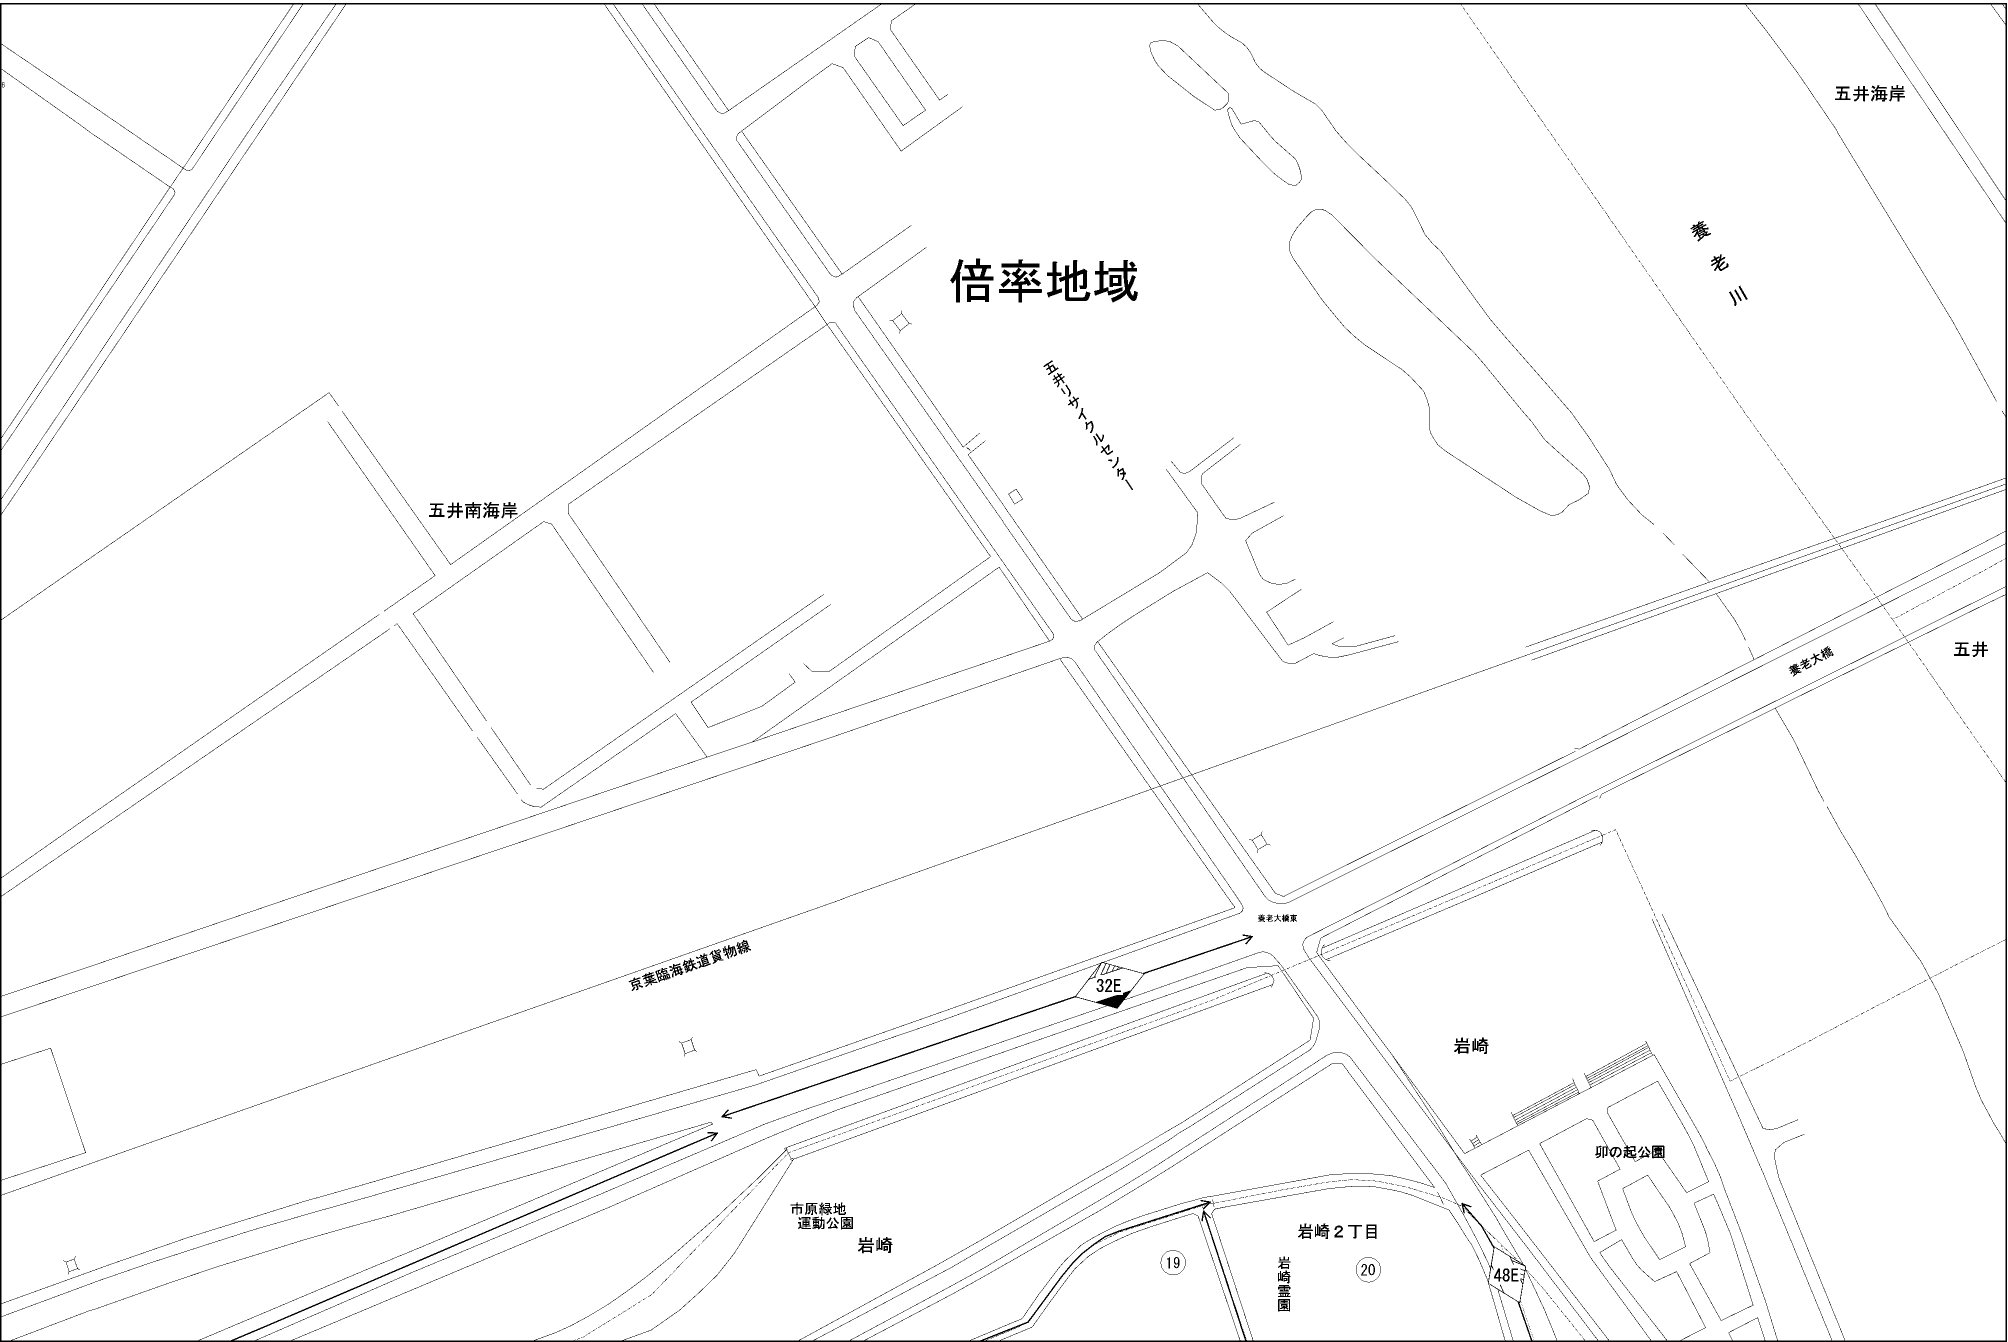 五井海岸
養老川
倍率地域
五井リサイクルセンター
五井南海岸
五井
養老大橋
養老大橋東
京葉臨海鉄道貨物線
32E
岩崎
卯の起公園
市原緑地
運動公園
岩崎
岩崎２丁目
19
岩崎霊園
20
48E